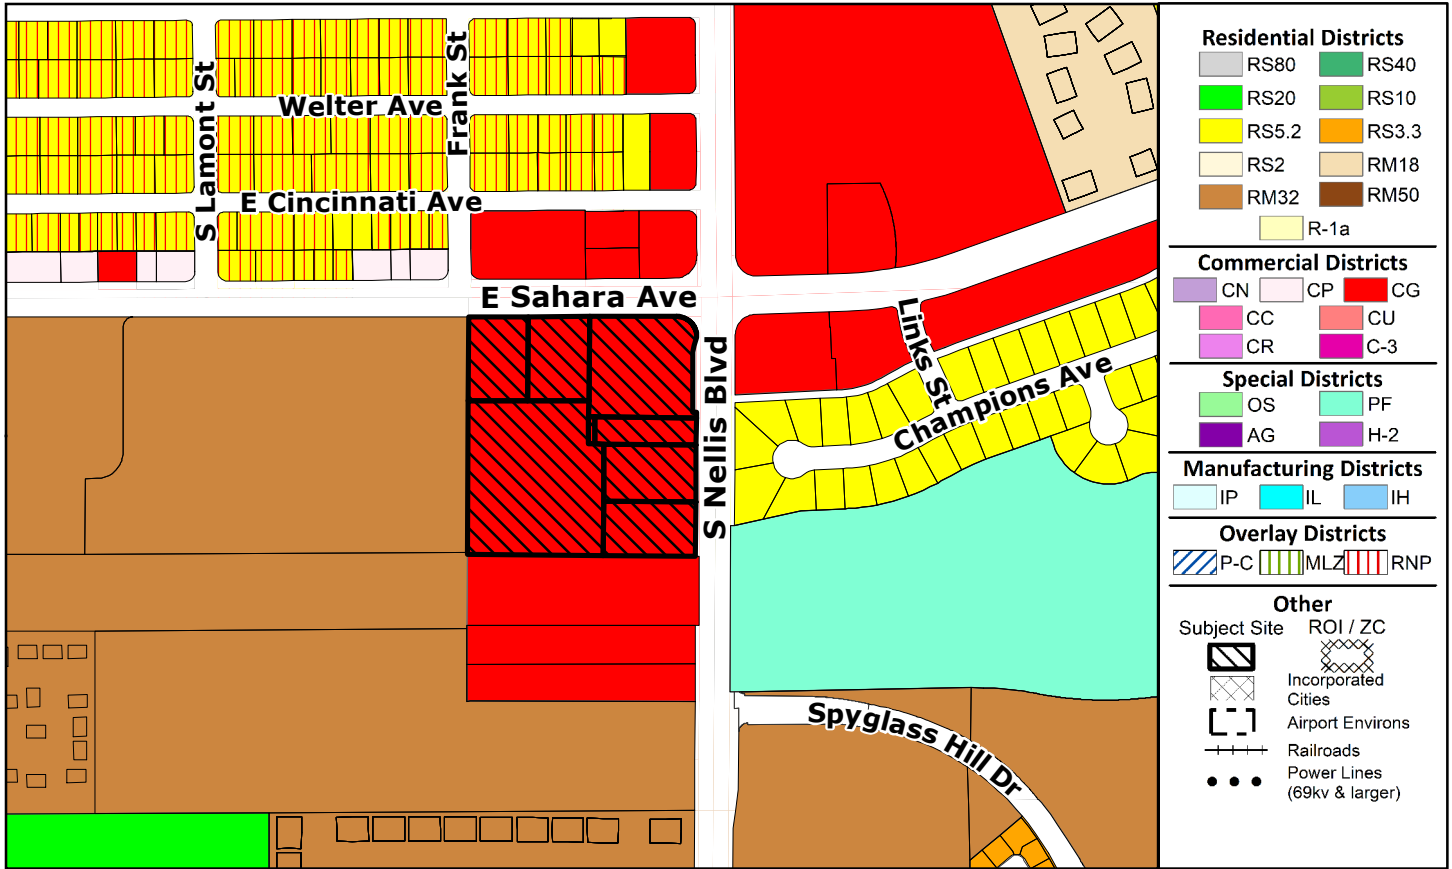 Frank St
S Lamont St
Welter Ave
E Cincinnati Ave
E Sahara Ave
Links St
S Nellis Blvd
Champions Ave
Spyglass Hill Dr
Residential Districts
RS80 RS40
RS20 RS10
RS5.2 RS3.3
RS2 RM18
RM32 RM50
R-1a
Commercial Districts
CN CP CG
CC CU
CR C-3
Special Districts
OS PF
AG H-2
Manufacturing Districts
IP IL IH
Overlay Districts
P-C MLZ RNP
Other
Subject Site ROI / ZC
Incorporated
Cities
Airport Environs
Railroads
Power Lines
(69kv & larger)